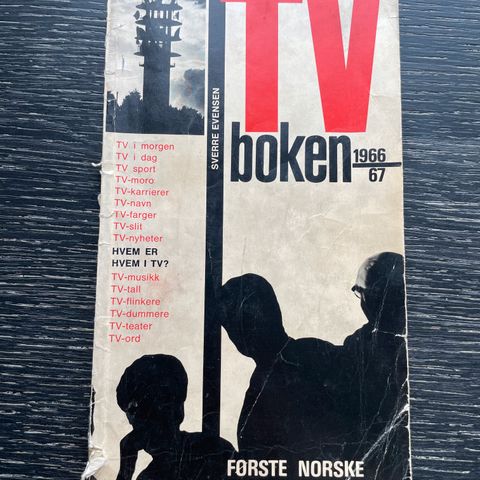 TV
boken 1966
67
SVERRE EVENSEN
TV i morgen
TV i dag
TV sport
TV-moro
TV-karrierer
TV-navn
TV-farger
TV-slit
TV-nyheter
HVEM ER
HVEM I TV?
TV-musikk
TV-tall
TV-flinkere
TV-dummere
TV-teater
TV-ord
FØRSTE NORSKE